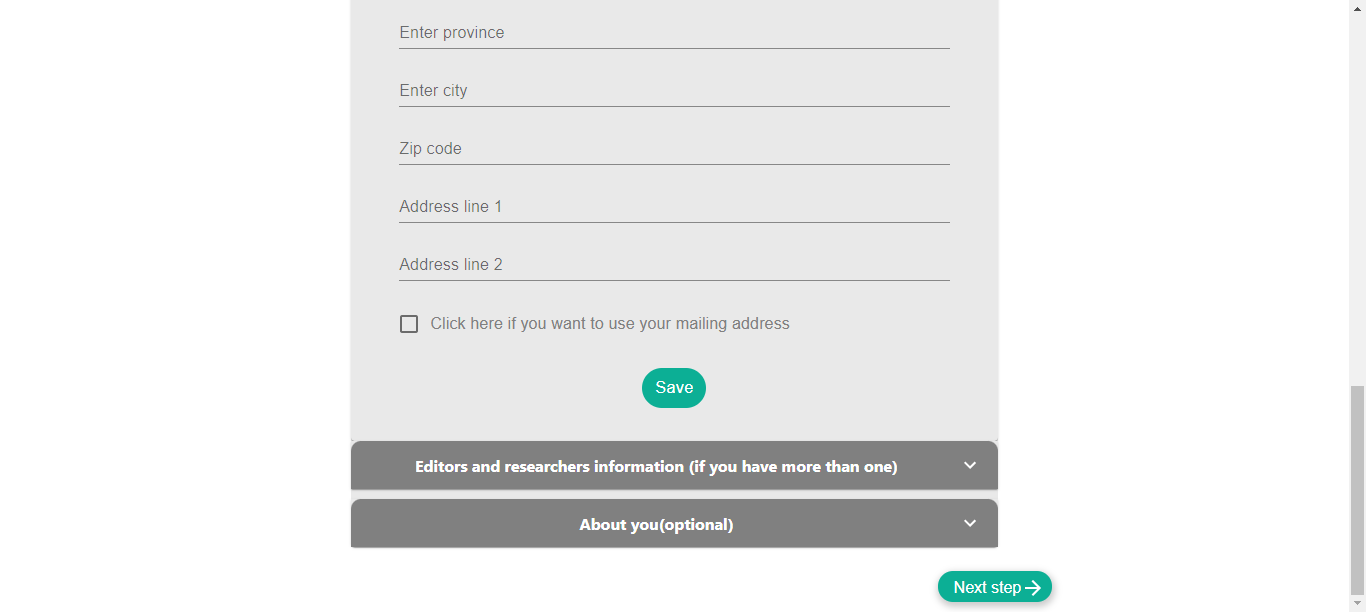 Enter province
Enter city
Zip code
Address line 1
Address line 2
Click here if you want to use your mailing address
Save
Editors and researchers information (if you have more than one)
About you(optional)
Next step